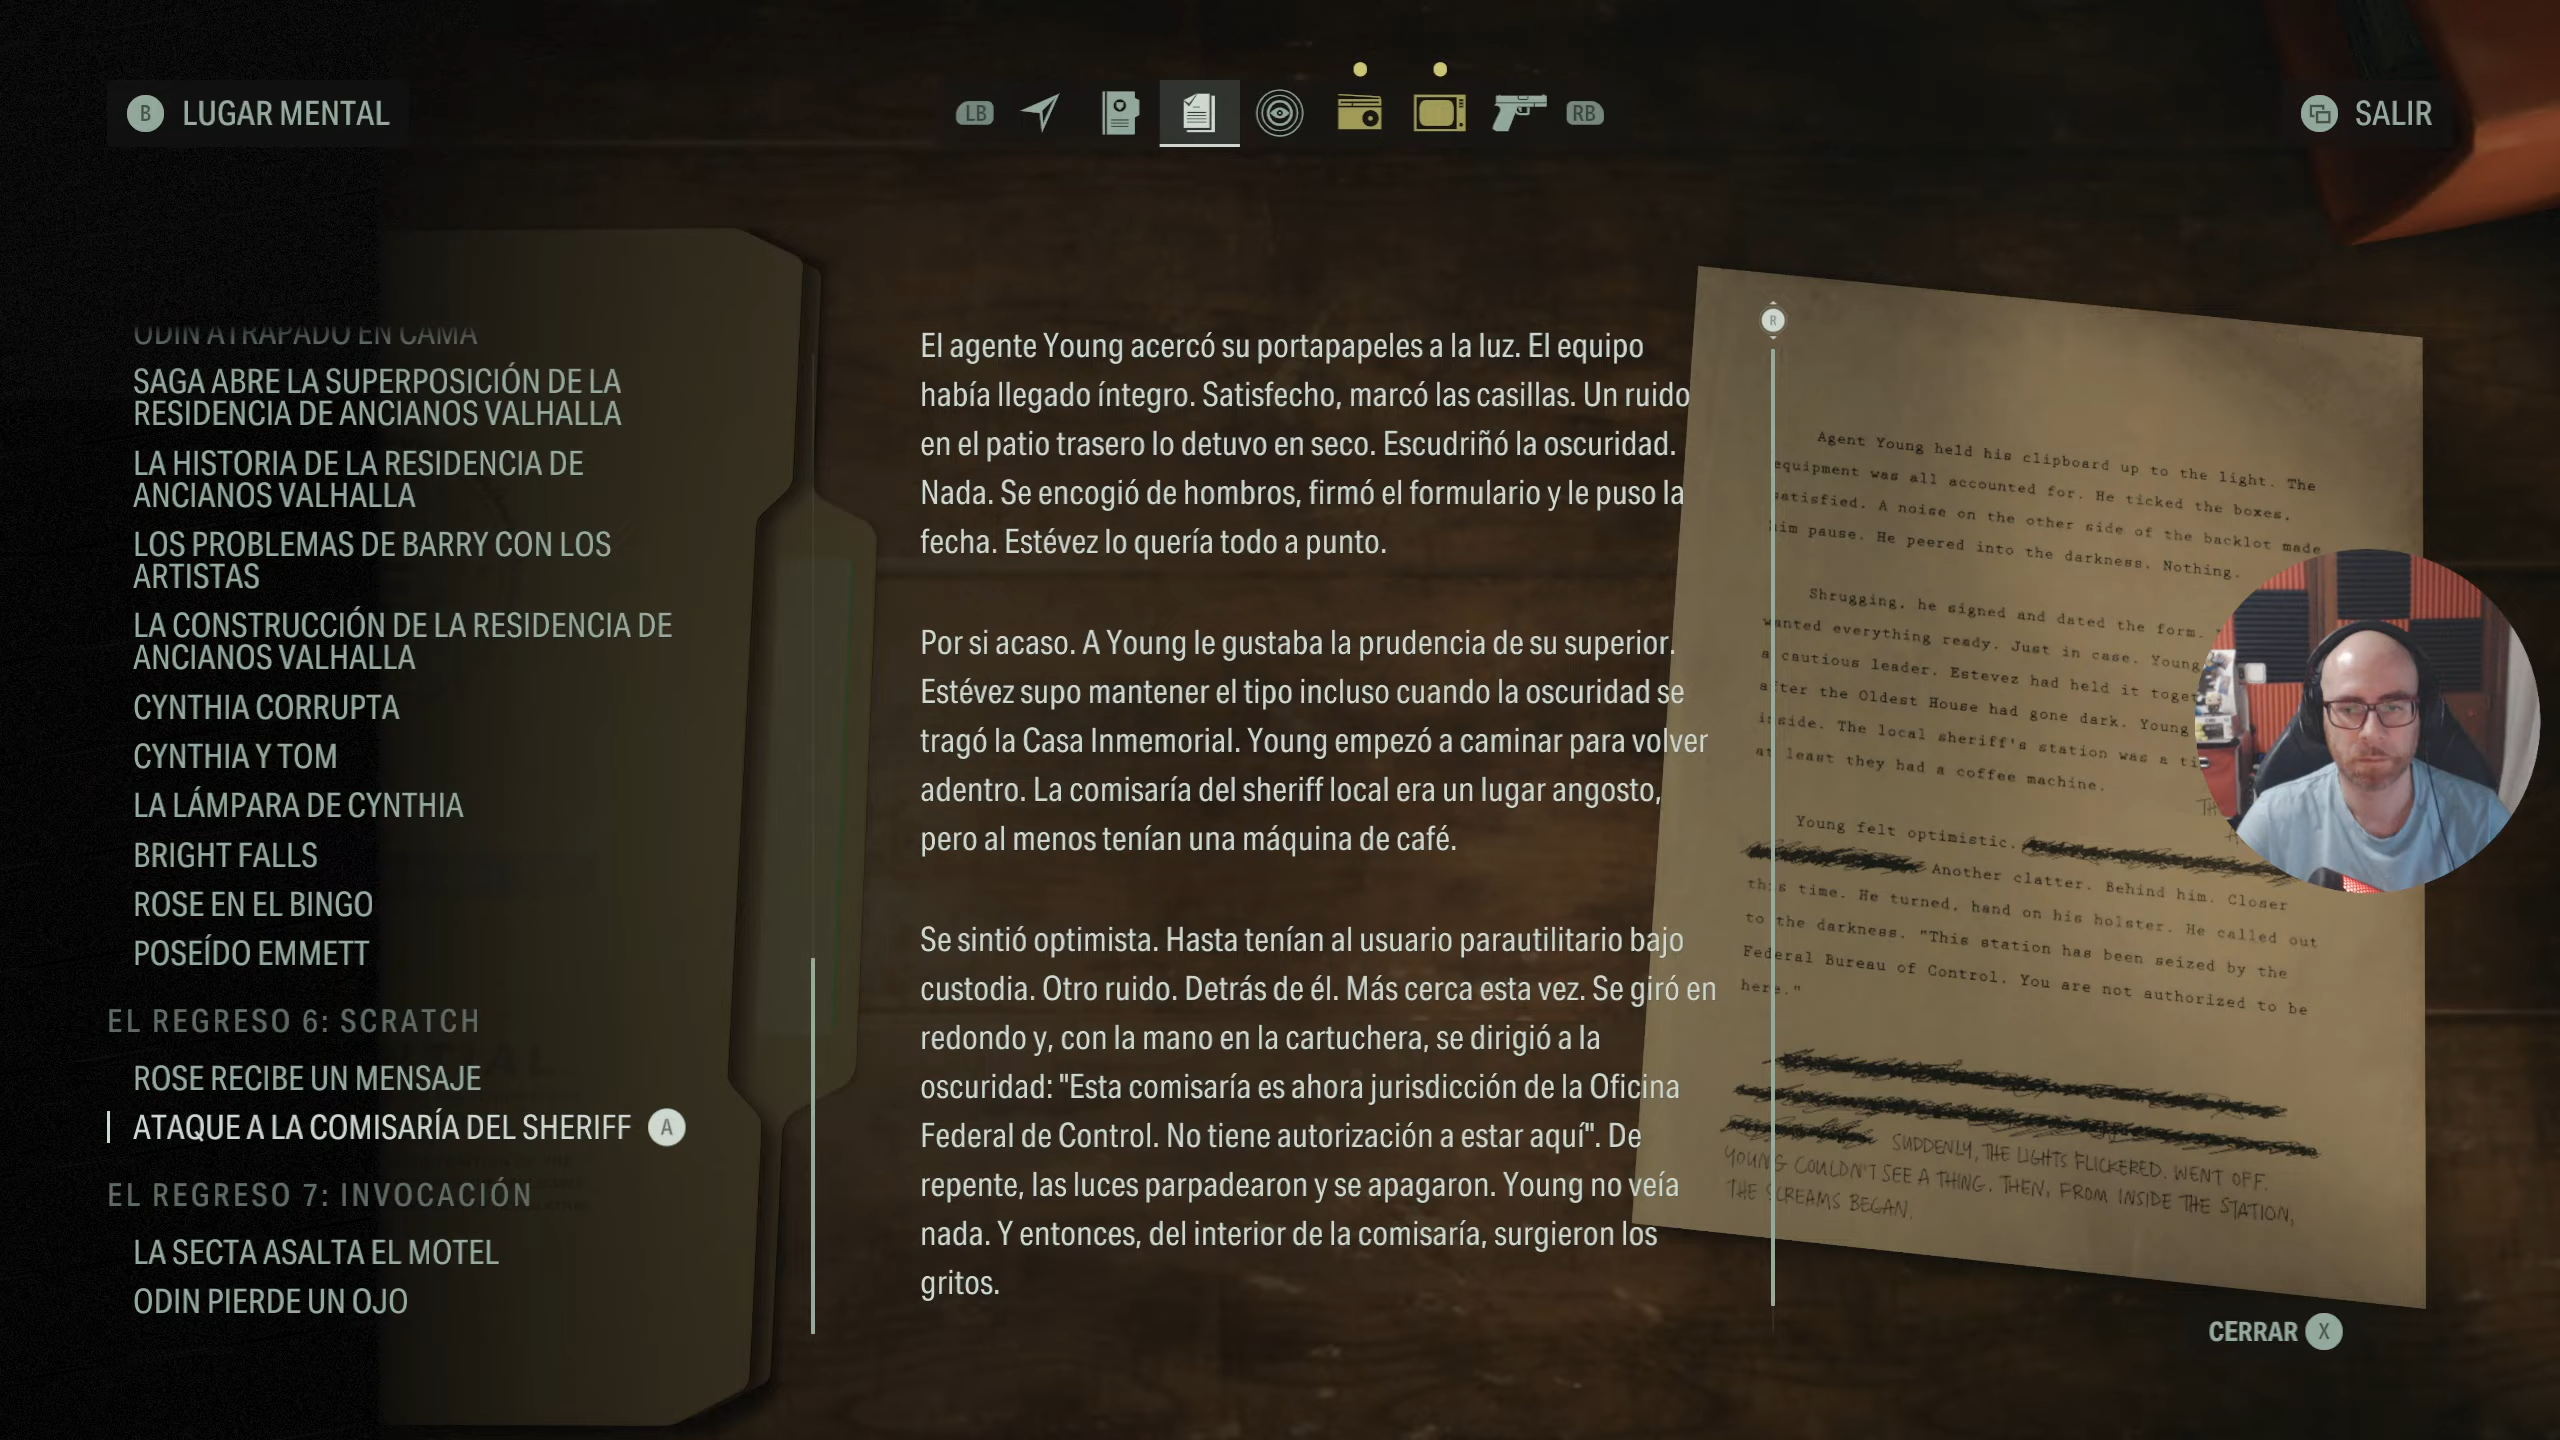 B LUGAR MENTAL
LB
RB
SALIR
ODIN ATRAPADO EN CAMA
SAGA ABRE LA SUPERPOSICIÓN DE LA
RESIDENCIA DE ANCIANOS VALHALLA
LA HISTORIA DE LA RESIDENCIA DE
ANCIANOS VALHALLA
LOS PROBLEMAS DE BARRY CON LOS
ARTISTAS
LA CONSTRUCCIÓN DE LA RESIDENCIA DE
ANCIANOS VALHALLA
CYNTHIA CORRUPTA
CYNTHIA Y TOM
LA LÁMPARA DE CYNTHIA
BRIGHT FALLS
ROSE EN EL BINGO
POSEÍDO EMMETT
EL REGRESO 6: SCRATCH
ROSE RECIBE UN MENSAJE
ATAQUE A LA COMISARÍA DEL SHERIFF A
EL REGRESO 7: INVOCACIÓN
LA SECTA ASALTA EL MOTEL
ODIN PIERDE UN OJO
El agente Young acercó su portapapeles a la luz. El equipo
había llegado íntegro. Satisfecho, marcó las casillas. Un ruido
en el patio trasero lo detuvo en seco. Escudriñó la oscuridad.
Nada. Se encogió de hombros, firmó el formulario y le puso la
fecha. Estévez lo quería todo a punto.
Por si acaso. A Young le gustaba la prudencia de su superior.
Estévez supo mantener el tipo incluso cuando la oscuridad se
tragó la Casa Inmemorial. Young empezó a caminar para volver
adentro. La comisaría del sheriff local era un lugar angosto,
pero al menos tenían una máquina de café.
Se sintió optimista. Hasta tenían al usuario parautilitario bajo
custodia. Otro ruido. Detrás de él. Más cerca esta vez. Se giró en
redondo y, con la mano en la cartuchera, se dirigió a la
oscuridad: "Esta comisaría es ahora jurisdicción de la Oficina
Federal de Control. No tiene autorización a estar aquí". De
repente, las luces parpadearon y se apagaron. Young no veía
nada. Y entonces, del interior de la comisaría, surgieron los
gritos.
R
Agent Young held his clipboard up to the light. The
equipment was all accounted for. He ticked the boxes,
satisfied. A noise on the other side of the backlot made
him pause. He peered into the darkness. Nothing.
Shrugging, he signed and dated the form.
wanted everything ready. Just in case. Young
a cautious leader. Estevez had held it
after the Oldest House had gone dark. Young
inside. The local sheriff's station was a
at least they had a coffee machine.
Young felt optimistic.
Another clatter. Behind him. Closer
this time. He turned, hand on his holster. He called out
to the darkness. "This station has been seized by the
Federal Bureau of Control. You are not authorized to be
here."
SUDDENLY, THE LIGHTS FLICKERED. WENT OFF.
YOUNG COULDN'T SEE A THING. THEN, FROM INSIDE THE STATION,
THE SCREAMS BEGAN.
CERRAR X